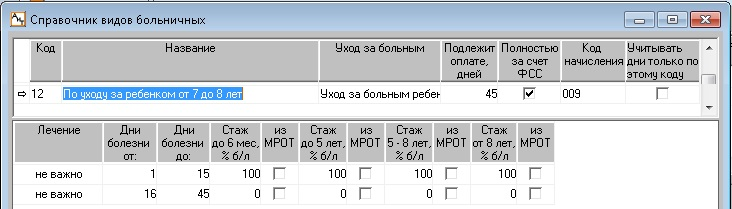 Справочник видов больничных
Код Название Уход за больным Подлежит оплате, дней Полностью за счет ФСС Код начисления Учитывать дни только по этому коду
12 По уходу за ребенком от 7 до 8 лет Уход за больным ребен 45 009
Лечение Дни болезни от: Дни болезни до: Стаж до 6 мес, % б/л из МРОТ Стаж до 5 лет, % б/л из МРОТ Стаж 5 - 8 лет, % б/л из МРОТ Стаж от 8 лет, % б/л из МРОТ
не важно 1 15 100 100 100 100
не важно 16 45 0 0 0 0